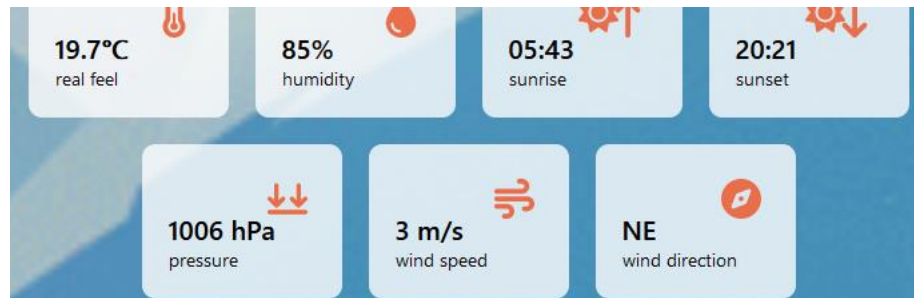 19.7°C
real feel
85%
humidity
05:43
sunrise
20:21
sunset
1006 hPa
pressure
3 m/s
wind speed
NE
wind direction